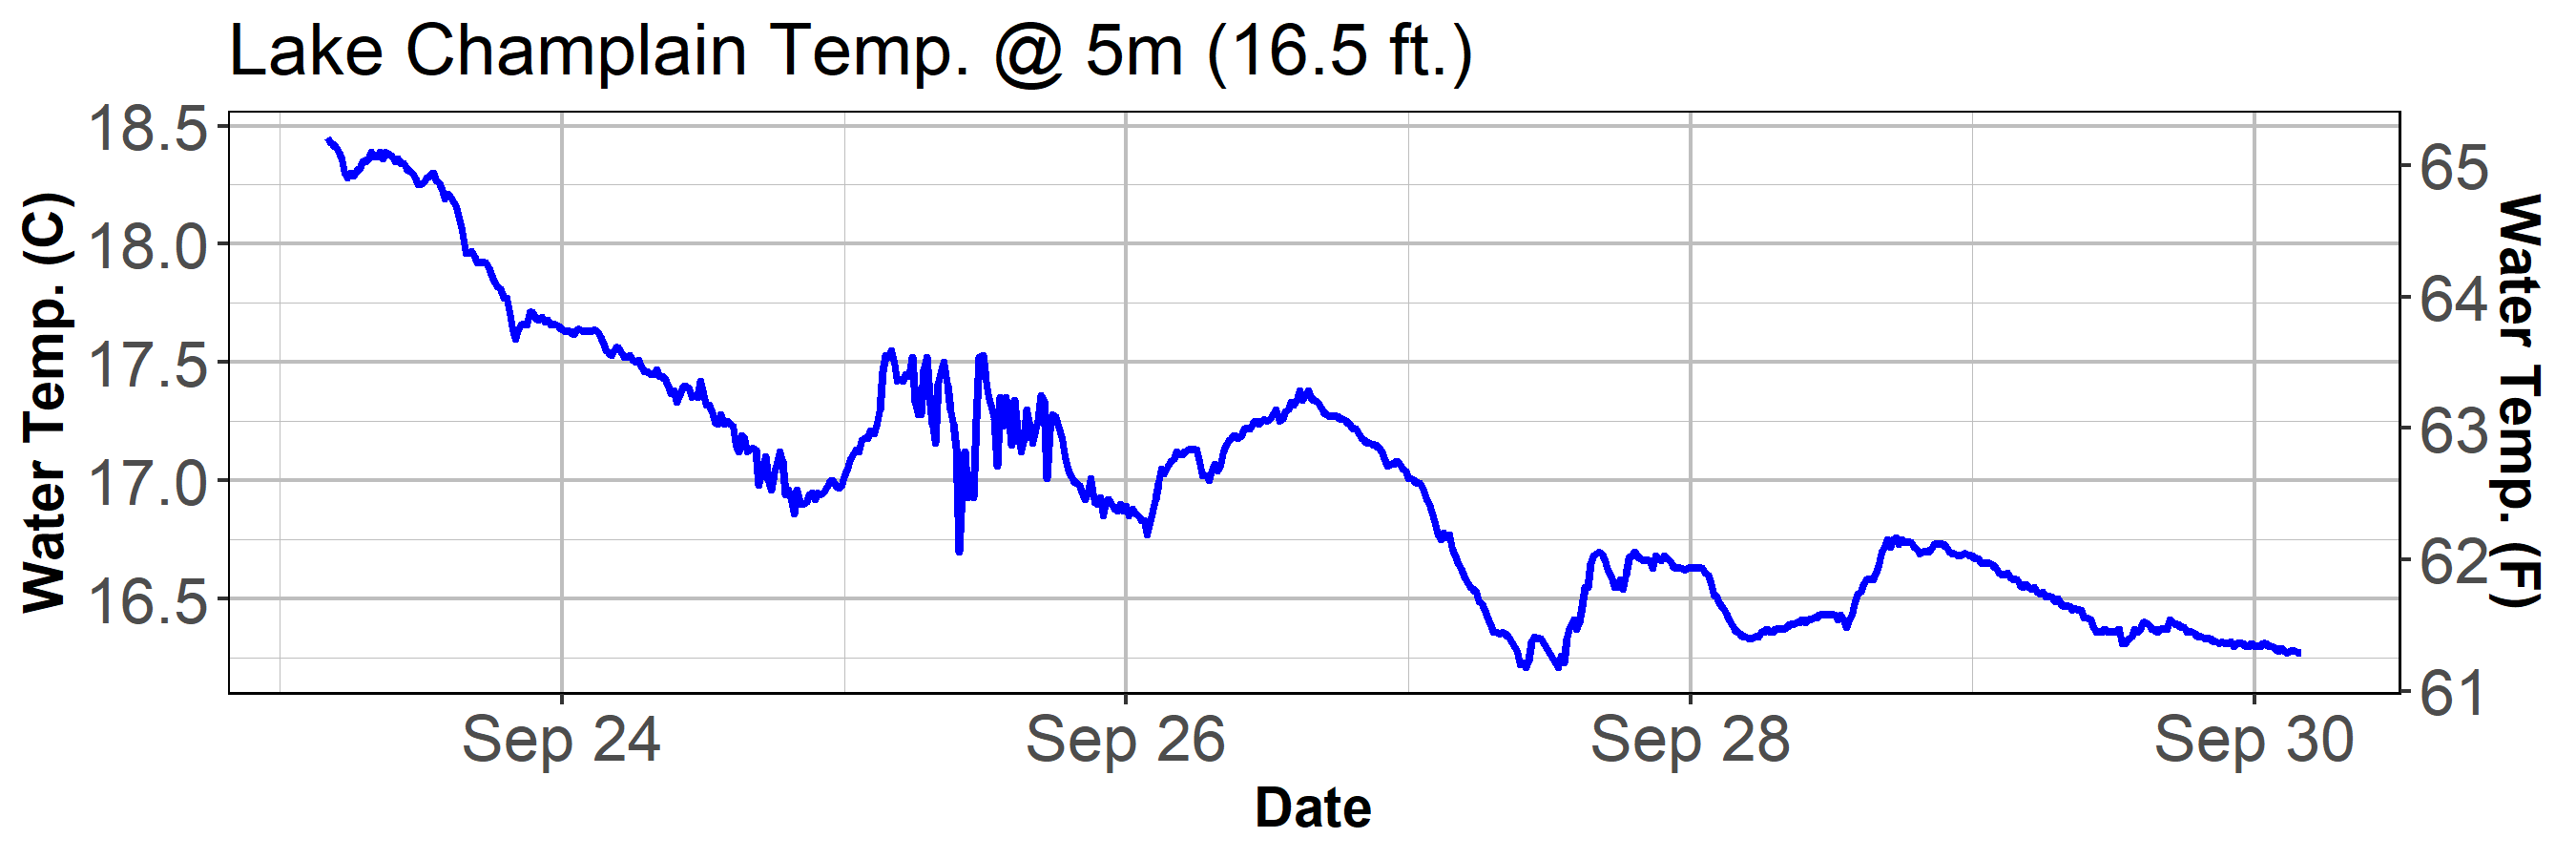 Lake Champlain Temp. @ 5m (16.5 ft.)
Water Temp. (C)
18.5
18.0
17.5
17.0
16.5
65
64
63
62
61
Water Temp. (F)
Sep 24
Sep 26
Sep 28
Sep 30
Date